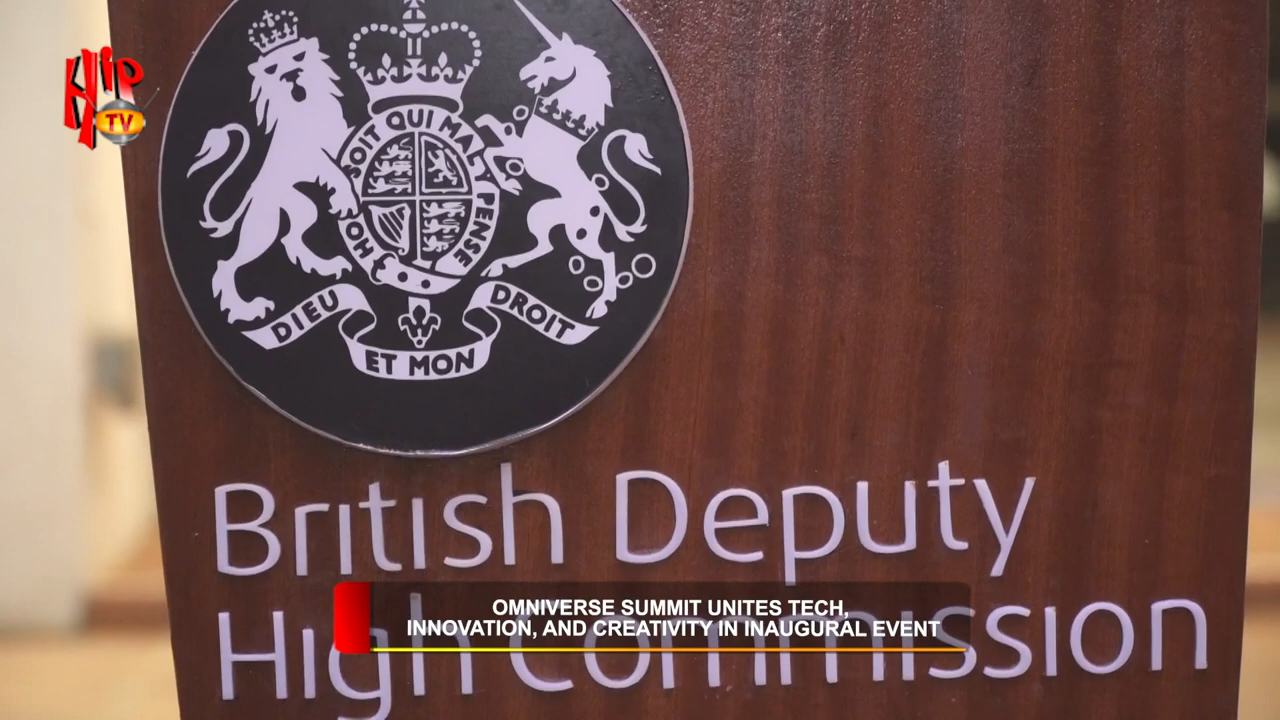 HIP
TV
HONI SOIT QUI MAL Y PENSE
DIEU
ET MON
DROIT
British Deputy
High Commission
OMNIVERSE SUMMIT UNITES TECH,
INNOVATION, AND CREATIVITY IN INAUGURAL EVENT